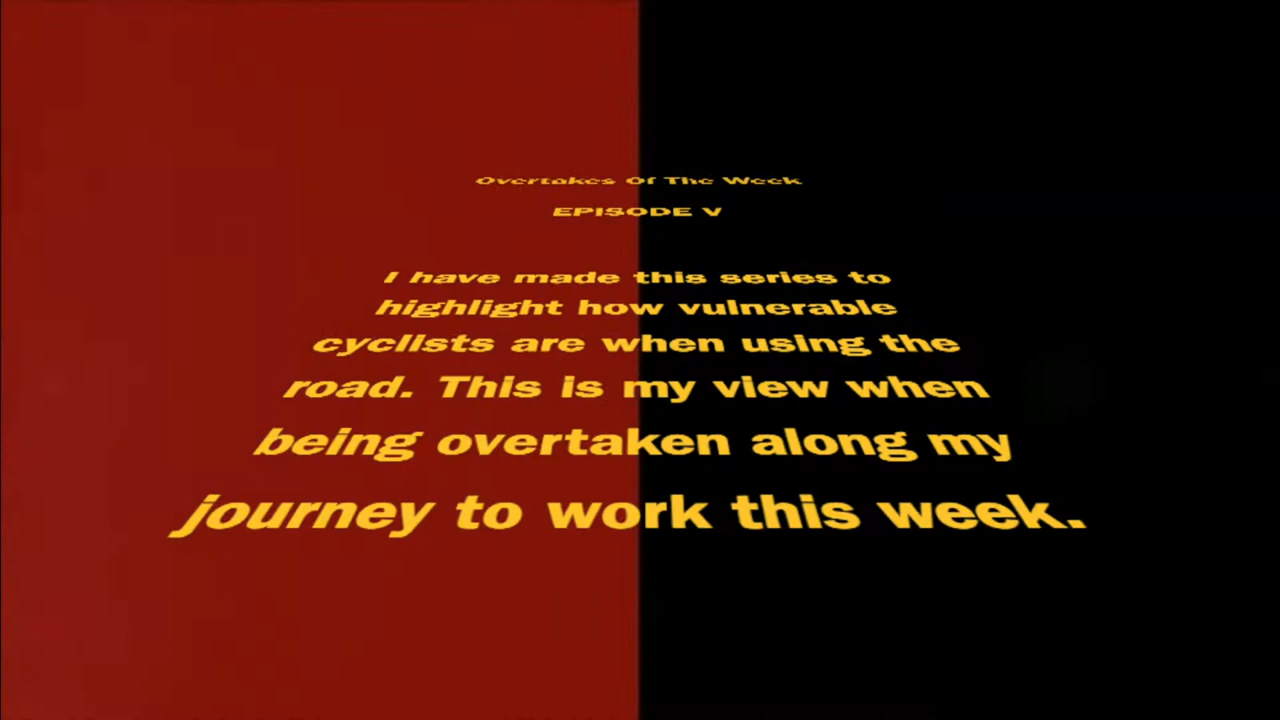 Overtakes Of The Week
EPISODE V
I have made this series to
highlight how vulnerable
cyclists are when using the
road. This is my view when
being overtaken along my
journey to work this week.